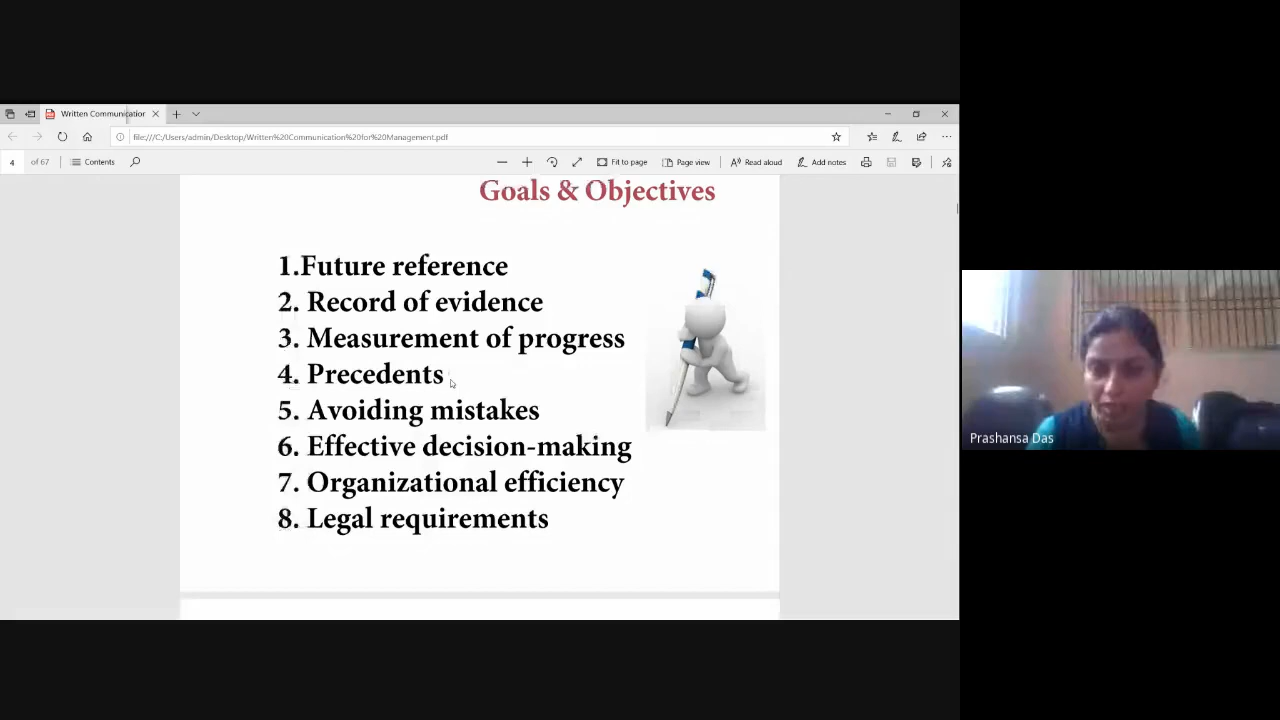 Written Communication
file:///C:/Users/admin/Desktop/Written%20Communication%20for%20Management.pdf
4 of 67 Contents Fit to page Page view Read aloud Add notes
Goals & Objectives
1.Future reference
2. Record of evidence
3. Measurement of progress
4. Precedents
5. Avoiding mistakes
6. Effective decision-making
7. Organizational efficiency
8. Legal requirements
Prashansa Das